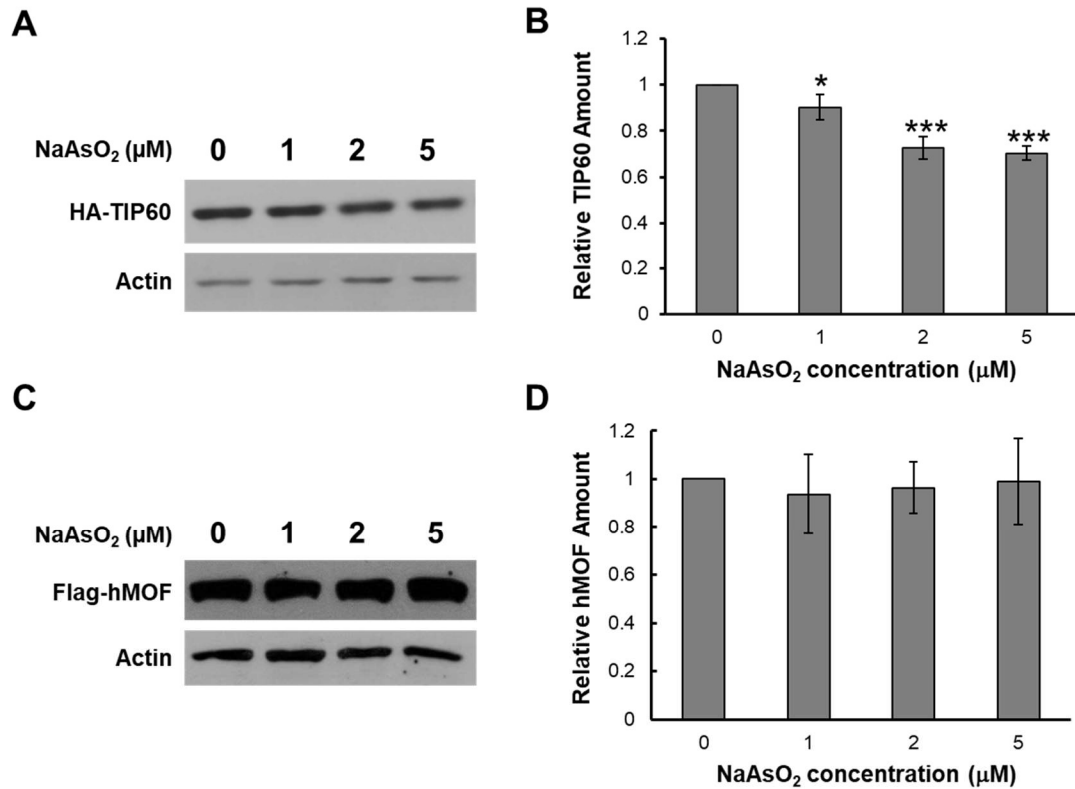 A
NaAsO₂ (µM) 0 1 2 5
HA-TIP60
Actin
B
Relative TIP60 Amount
1.2
1
0.8
0.6
0.4
0.2
0
* *** ***
0 1 2 5
NaAsO₂ concentration (µM)
C
NaAsO₂ (µM) 0 1 2 5
Flag-hMOF
Actin
D
Relative hMOF Amount
1.2
1
0.8
0.6
0.4
0.2
0
0 1 2 5
NaAsO₂ concentration (µM)